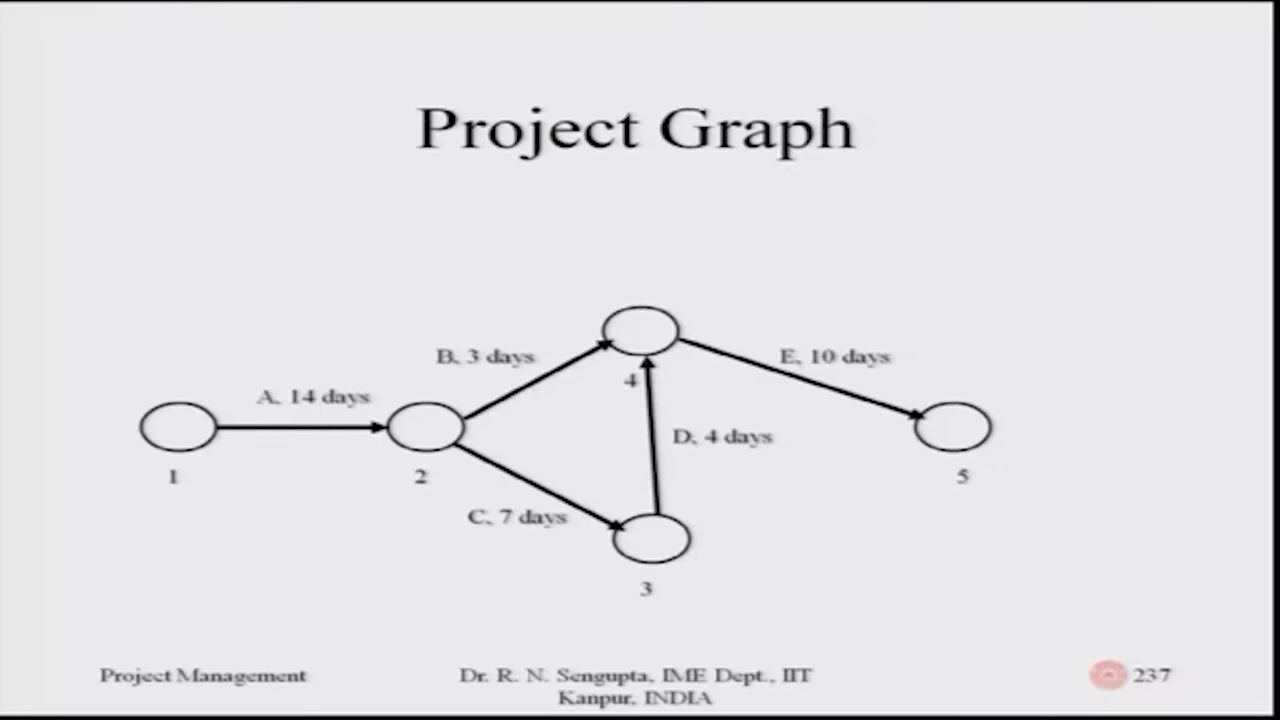 Project Graph
B, 3 days
E, 10 days
4
A, 14 days
D, 4 days
1
2
5
C, 7 days
3
Project Management
Dr. R. N. Sengupta, IME Dept., IIT
Kanpur, INDIA
237